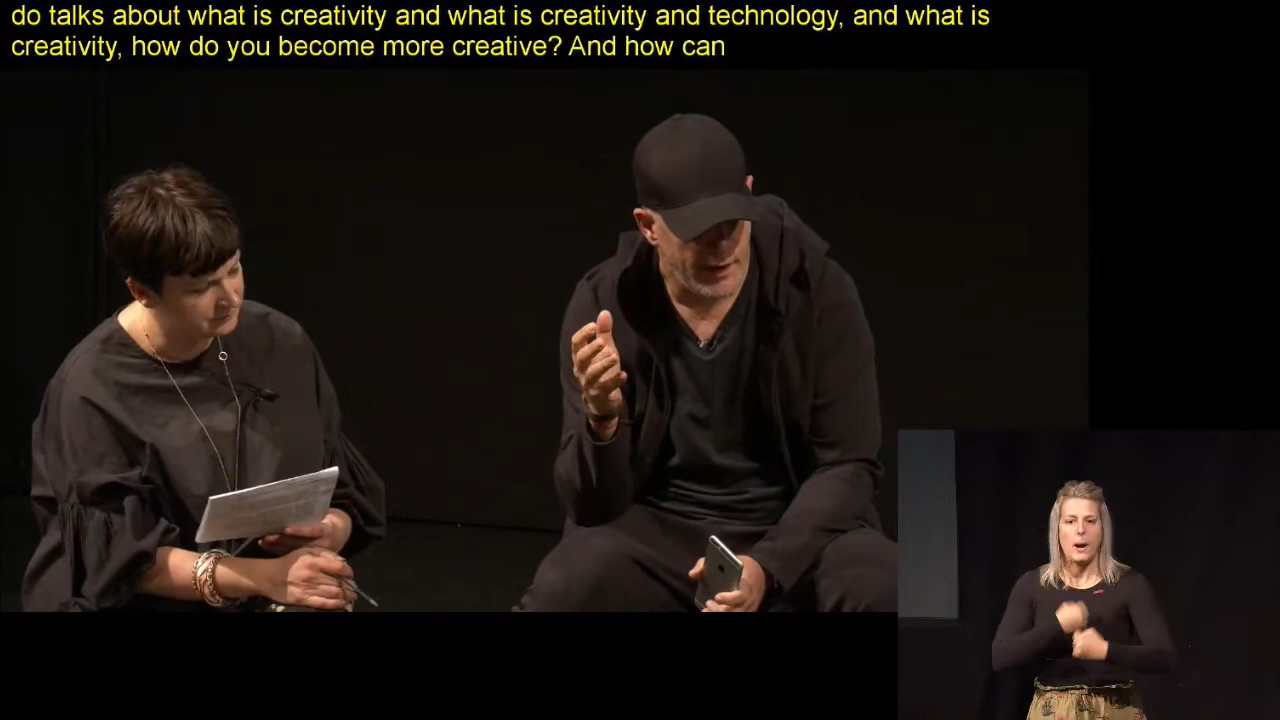 do talks about what is creativity and what is creativity and technology, and what is
creativity, how do you become more creative? And how can